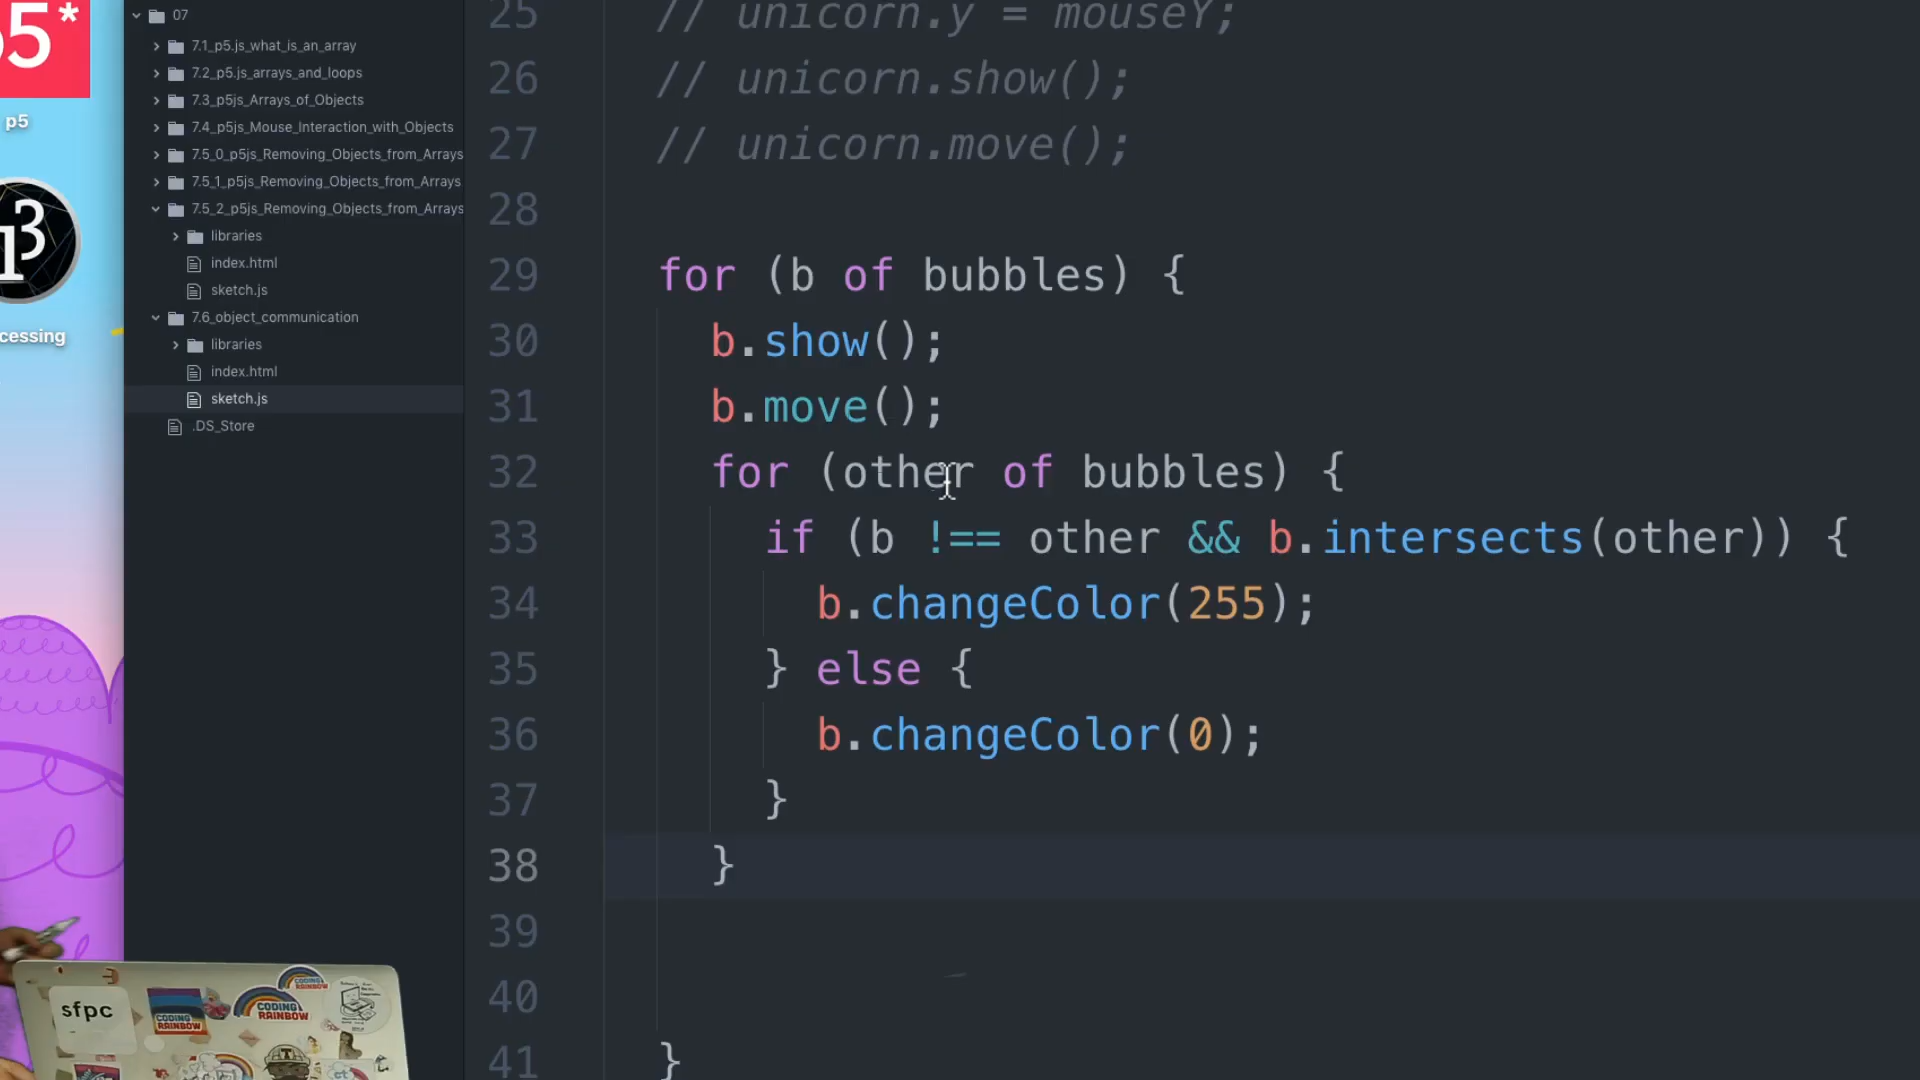 5*
p5
13
cessing
07
7.1_p5.js_what_is_an_array
7.2_p5.js_arrays_and_loops
7.3_p5js_Arrays_of_Objects
7.4_p5js_Mouse_Interaction_with_Objects
7.5_0_p5js_Removing_Objects_from_Arrays
7.5_1_p5js_Removing_Objects_from_Arrays
7.5_2_p5js_Removing_Objects_from_Arrays
libraries
index.html
sketch.js
7.6_object_communication
libraries
index.html
sketch.js
.DS_Store
25 // unicorn.y = mouseY;
26 // unicorn.show();
27 // unicorn.move();
28
29 for (b of bubbles) {
30 b.show();
31 b.move();
32 for (other of bubbles) {
33 if (b !== other && b.intersects(other)) {
34 b.changeColor(255);
35 } else {
36 b.changeColor(0);
37 }
38 }
39
40
41 }
sfpc
CODING
RAINBOW
CODING
RAINBOW
RAINBOW